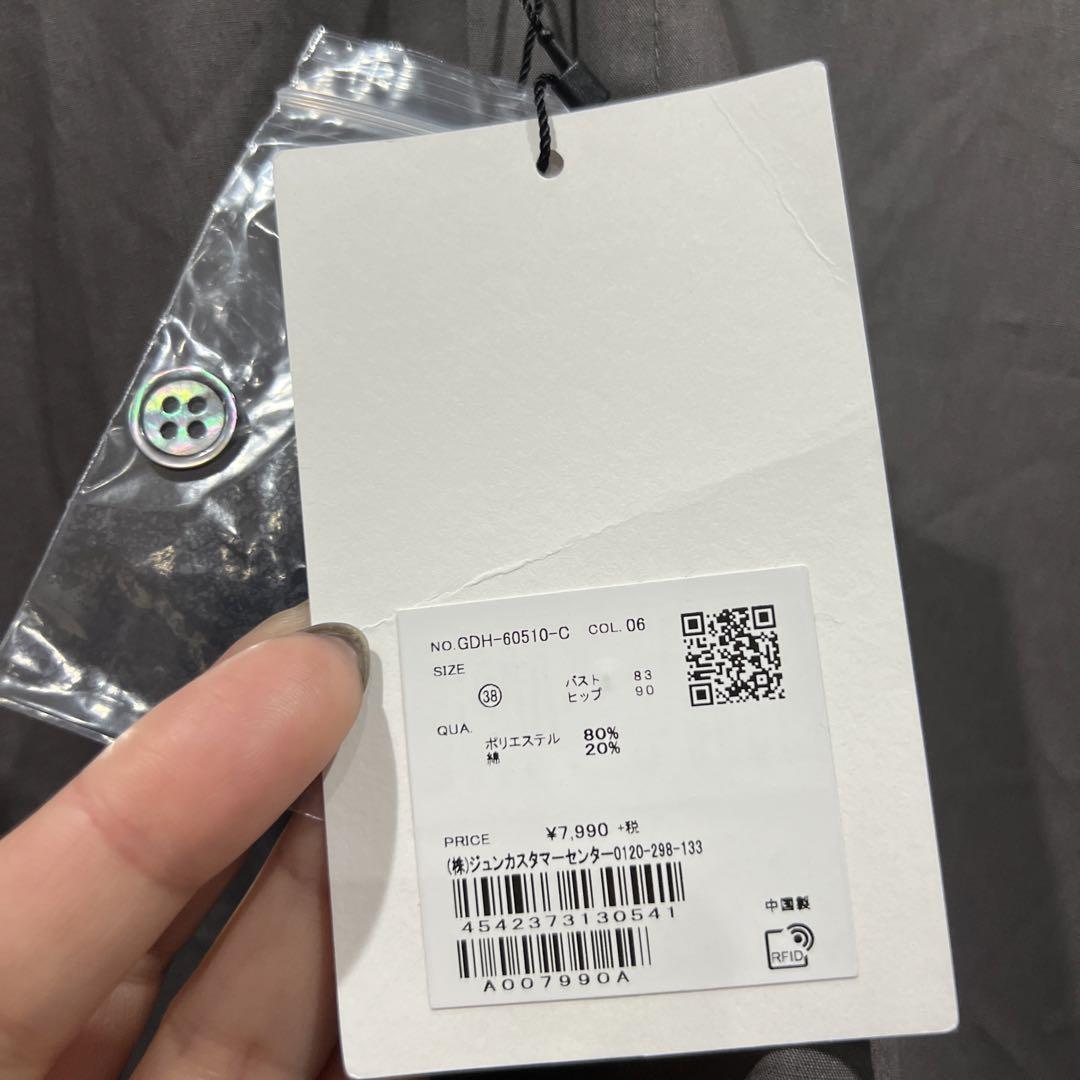 NO.GDH-60510-C COL.06
SIZE
㊳ バスト 83
ヒップ 90
QUA.
ポリエステル 80%
綿 20%
PRICE ¥7,990 +税
(株)ジュンカスタマーセンター0120-298-133
4542373130541
中国製
A007990A
RFID